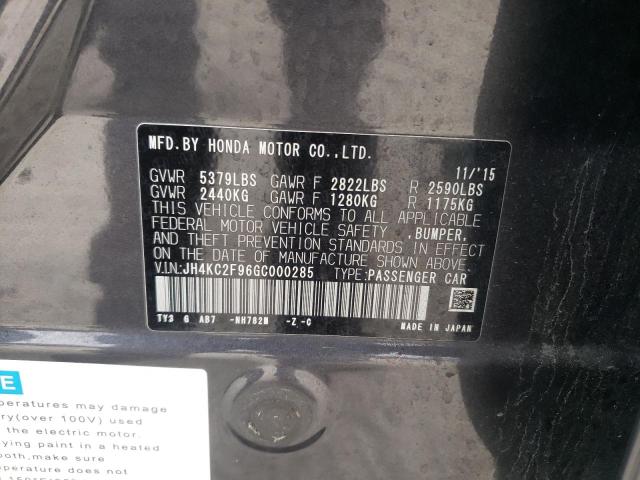 MFD.BY HONDA MOTOR CO.,LTD.
11/'15
GVWR 5379LBS GAWR F 2822LBS R 2590LBS
GVWR 2440KG GAWR F 1280KG R 1175KG
THIS VEHICLE CONFORMS TO ALL APPLICABLE
FEDERAL MOTOR VEHICLE SAFETY ,BUMPER,
AND THEFT PREVENTION STANDARDS IN EFFECT
ON THE DATE OF MANUFACTURE SHOWN ABOVE.
V.I.N:JH4KC2F96GC000285 TYPE:PASSENGER CAR
TY3 G AB7 -NH782M -Z -C MADE IN JAPAN
E
peratures may damage
ry(over 100V) used
the electric motor.
ying paint in a heated
ooth,make sure
perature does not